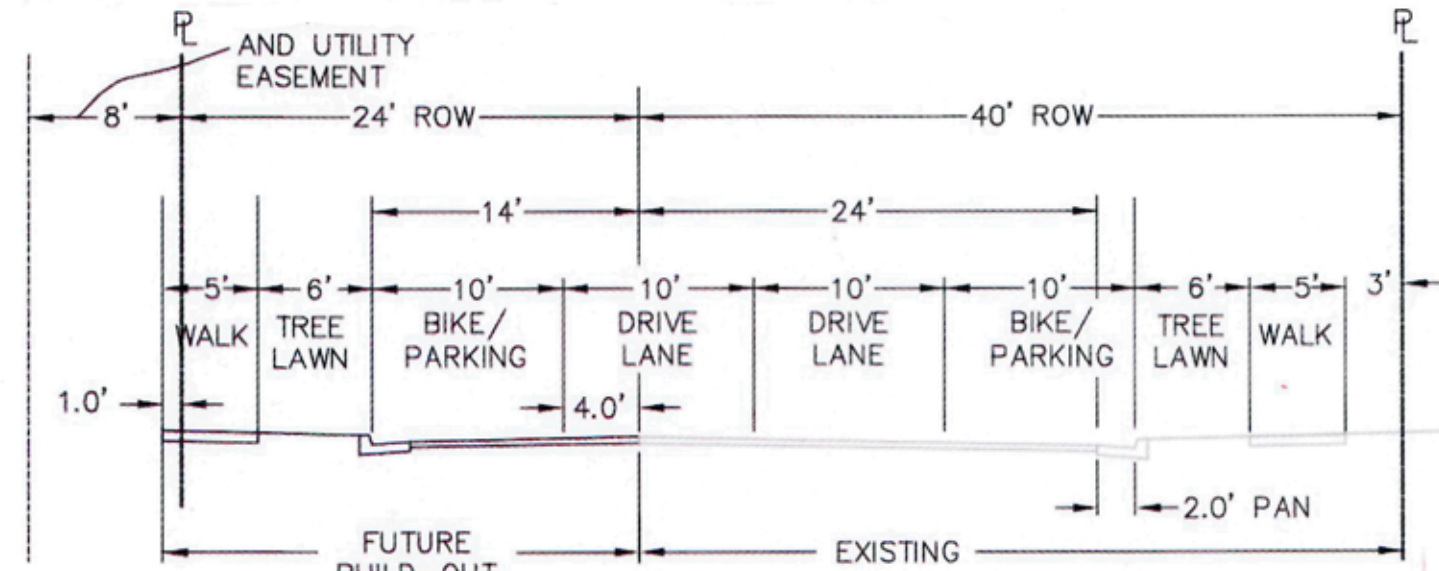 PL
PL
AND UTILITY
EASEMENT
8'
24' ROW
40' ROW
14'
24'
5'
6'
10'
10'
10'
10'
6'
5'
3'
WALK
TREE
LAWN
BIKE/
PARKING
DRIVE
LANE
DRIVE
LANE
BIKE/
PARKING
TREE
LAWN
WALK
1.0'
4.0'
2.0' PAN
FUTURE
BUILD-OUT
EXISTING